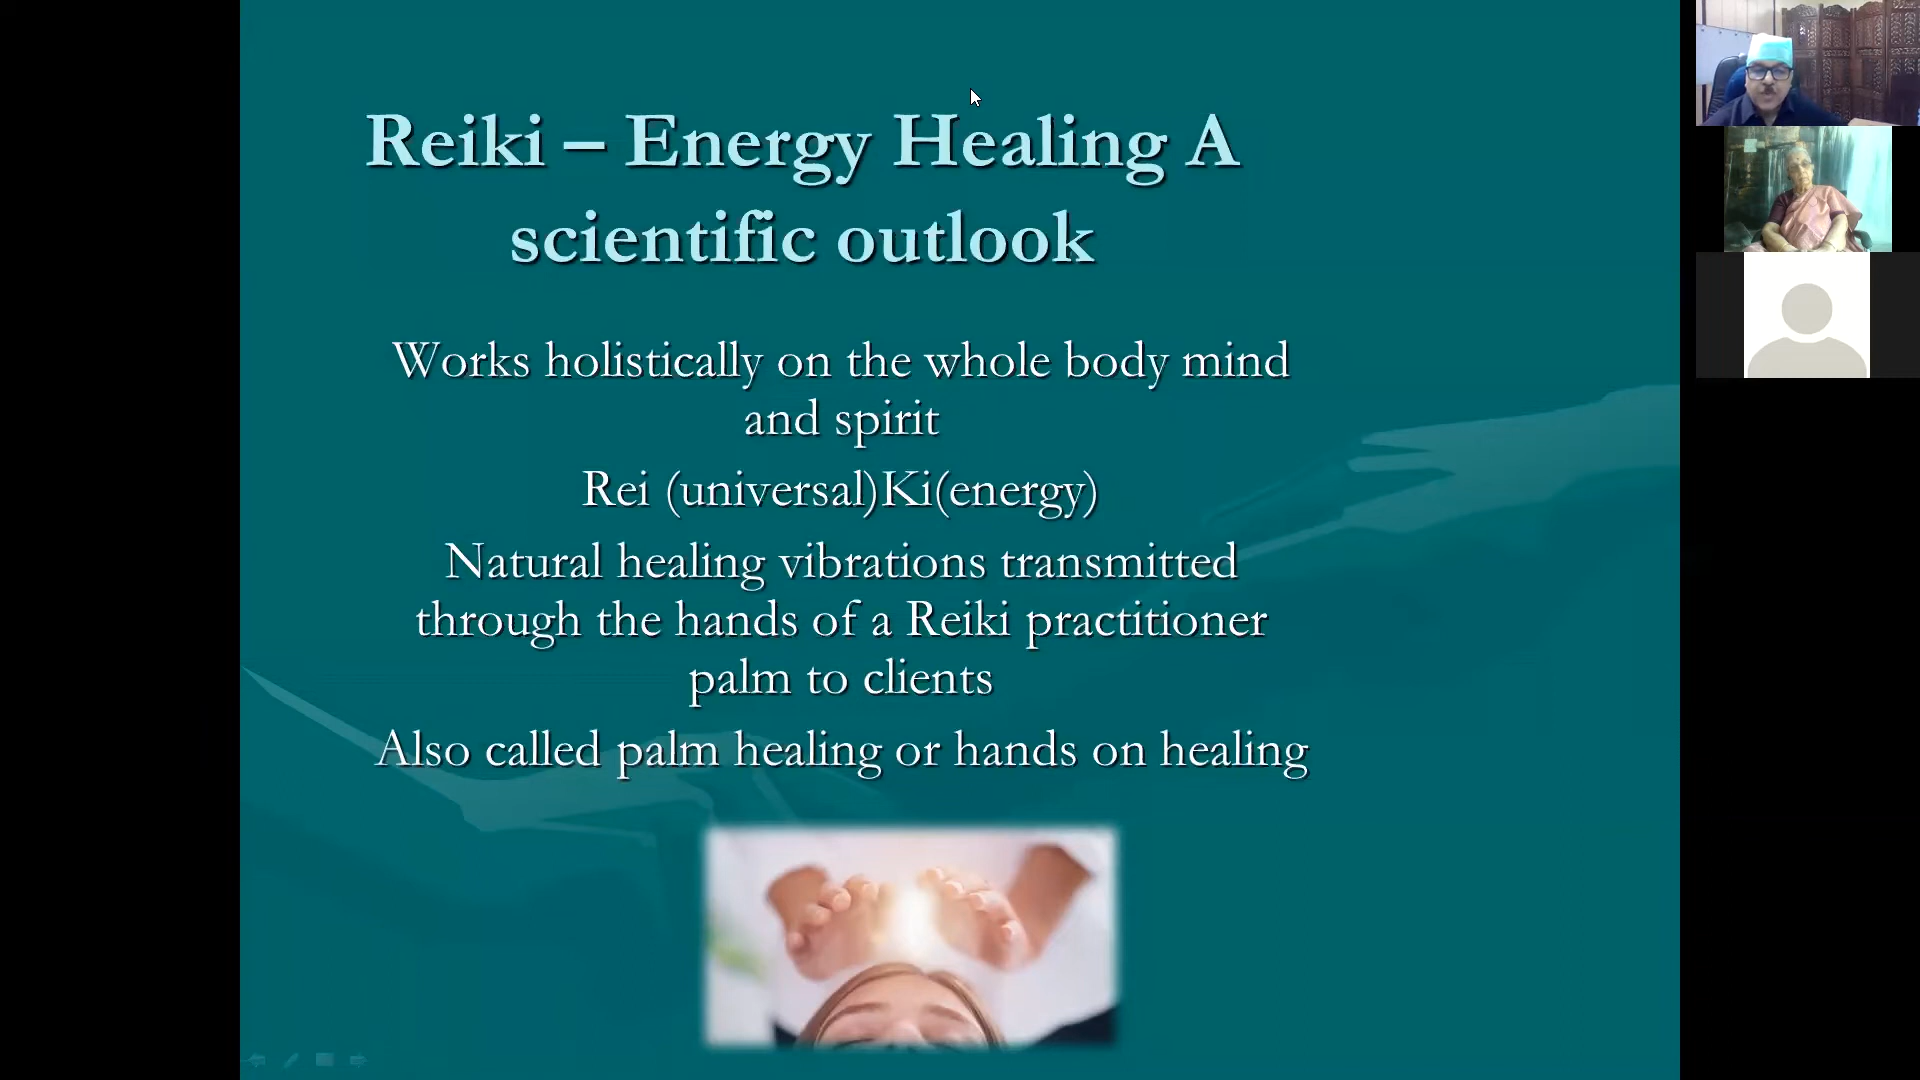 Reiki – Energy Healing A
scientific outlook
Works holistically on the whole body mind
and spirit
Rei (universal)Ki(energy)
Natural healing vibrations transmitted
through the hands of a Reiki practitioner
palm to clients
Also called palm healing or hands on healing